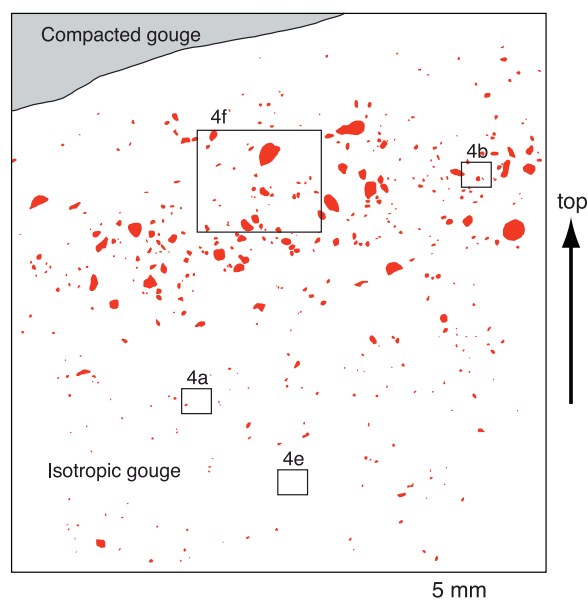 Compacted gouge
4f
4b
top
4a
4e
Isotropic gouge
5 mm